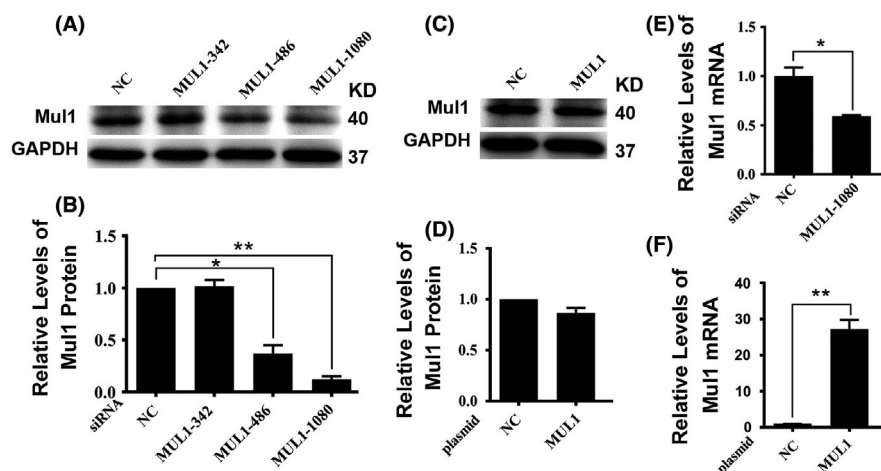 (A)
NC
MUL1-342
MUL1-486
MUL1-1080
KD
Mul1
40
GAPDH
37
(B)
Relative Levels of
Mul1 Protein
1.5
1.0
0.5
0.0
**
*
siRNA
NC
MUL1-342
MUL1-486
MUL1-1080
(C)
NC
MUL1
KD
Mul1
40
GAPDH
37
(D)
Relative Levels of
Mul1 Protein
1.5
1.0
0.5
0.0
plasmid
NC
MUL1
(E)
Relative Levels of
Mul1 mRNA
1.5
1.0
0.5
0.0
*
siRNA
NC
MUL1-1080
(F)
Relative Levels of
Mul1 mRNA
40
30
20
10
0
**
plasmid
NC
MUL1